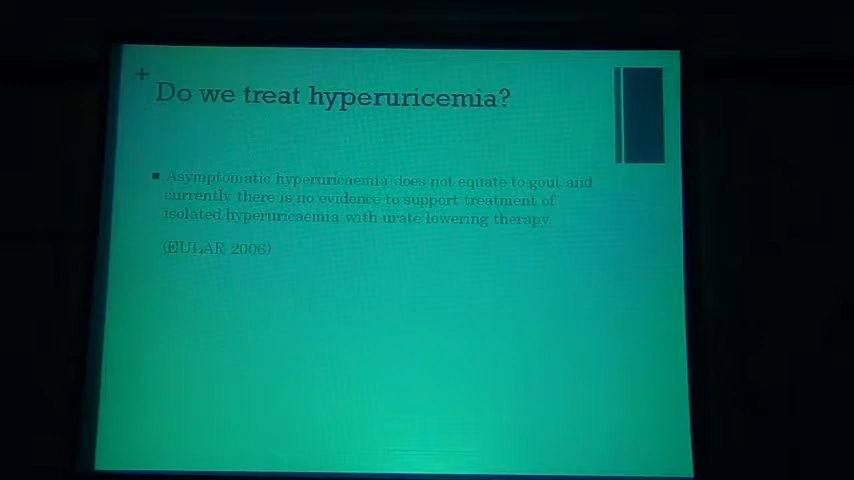 +
Do we treat hyperuricemia?
■ Asymptomatic hyperuricaemia does not equate to gout and
currently there is no evidence to support treatment of
isolated hyperuricaemia with urate lowering therapy.
(EULAR 2006)